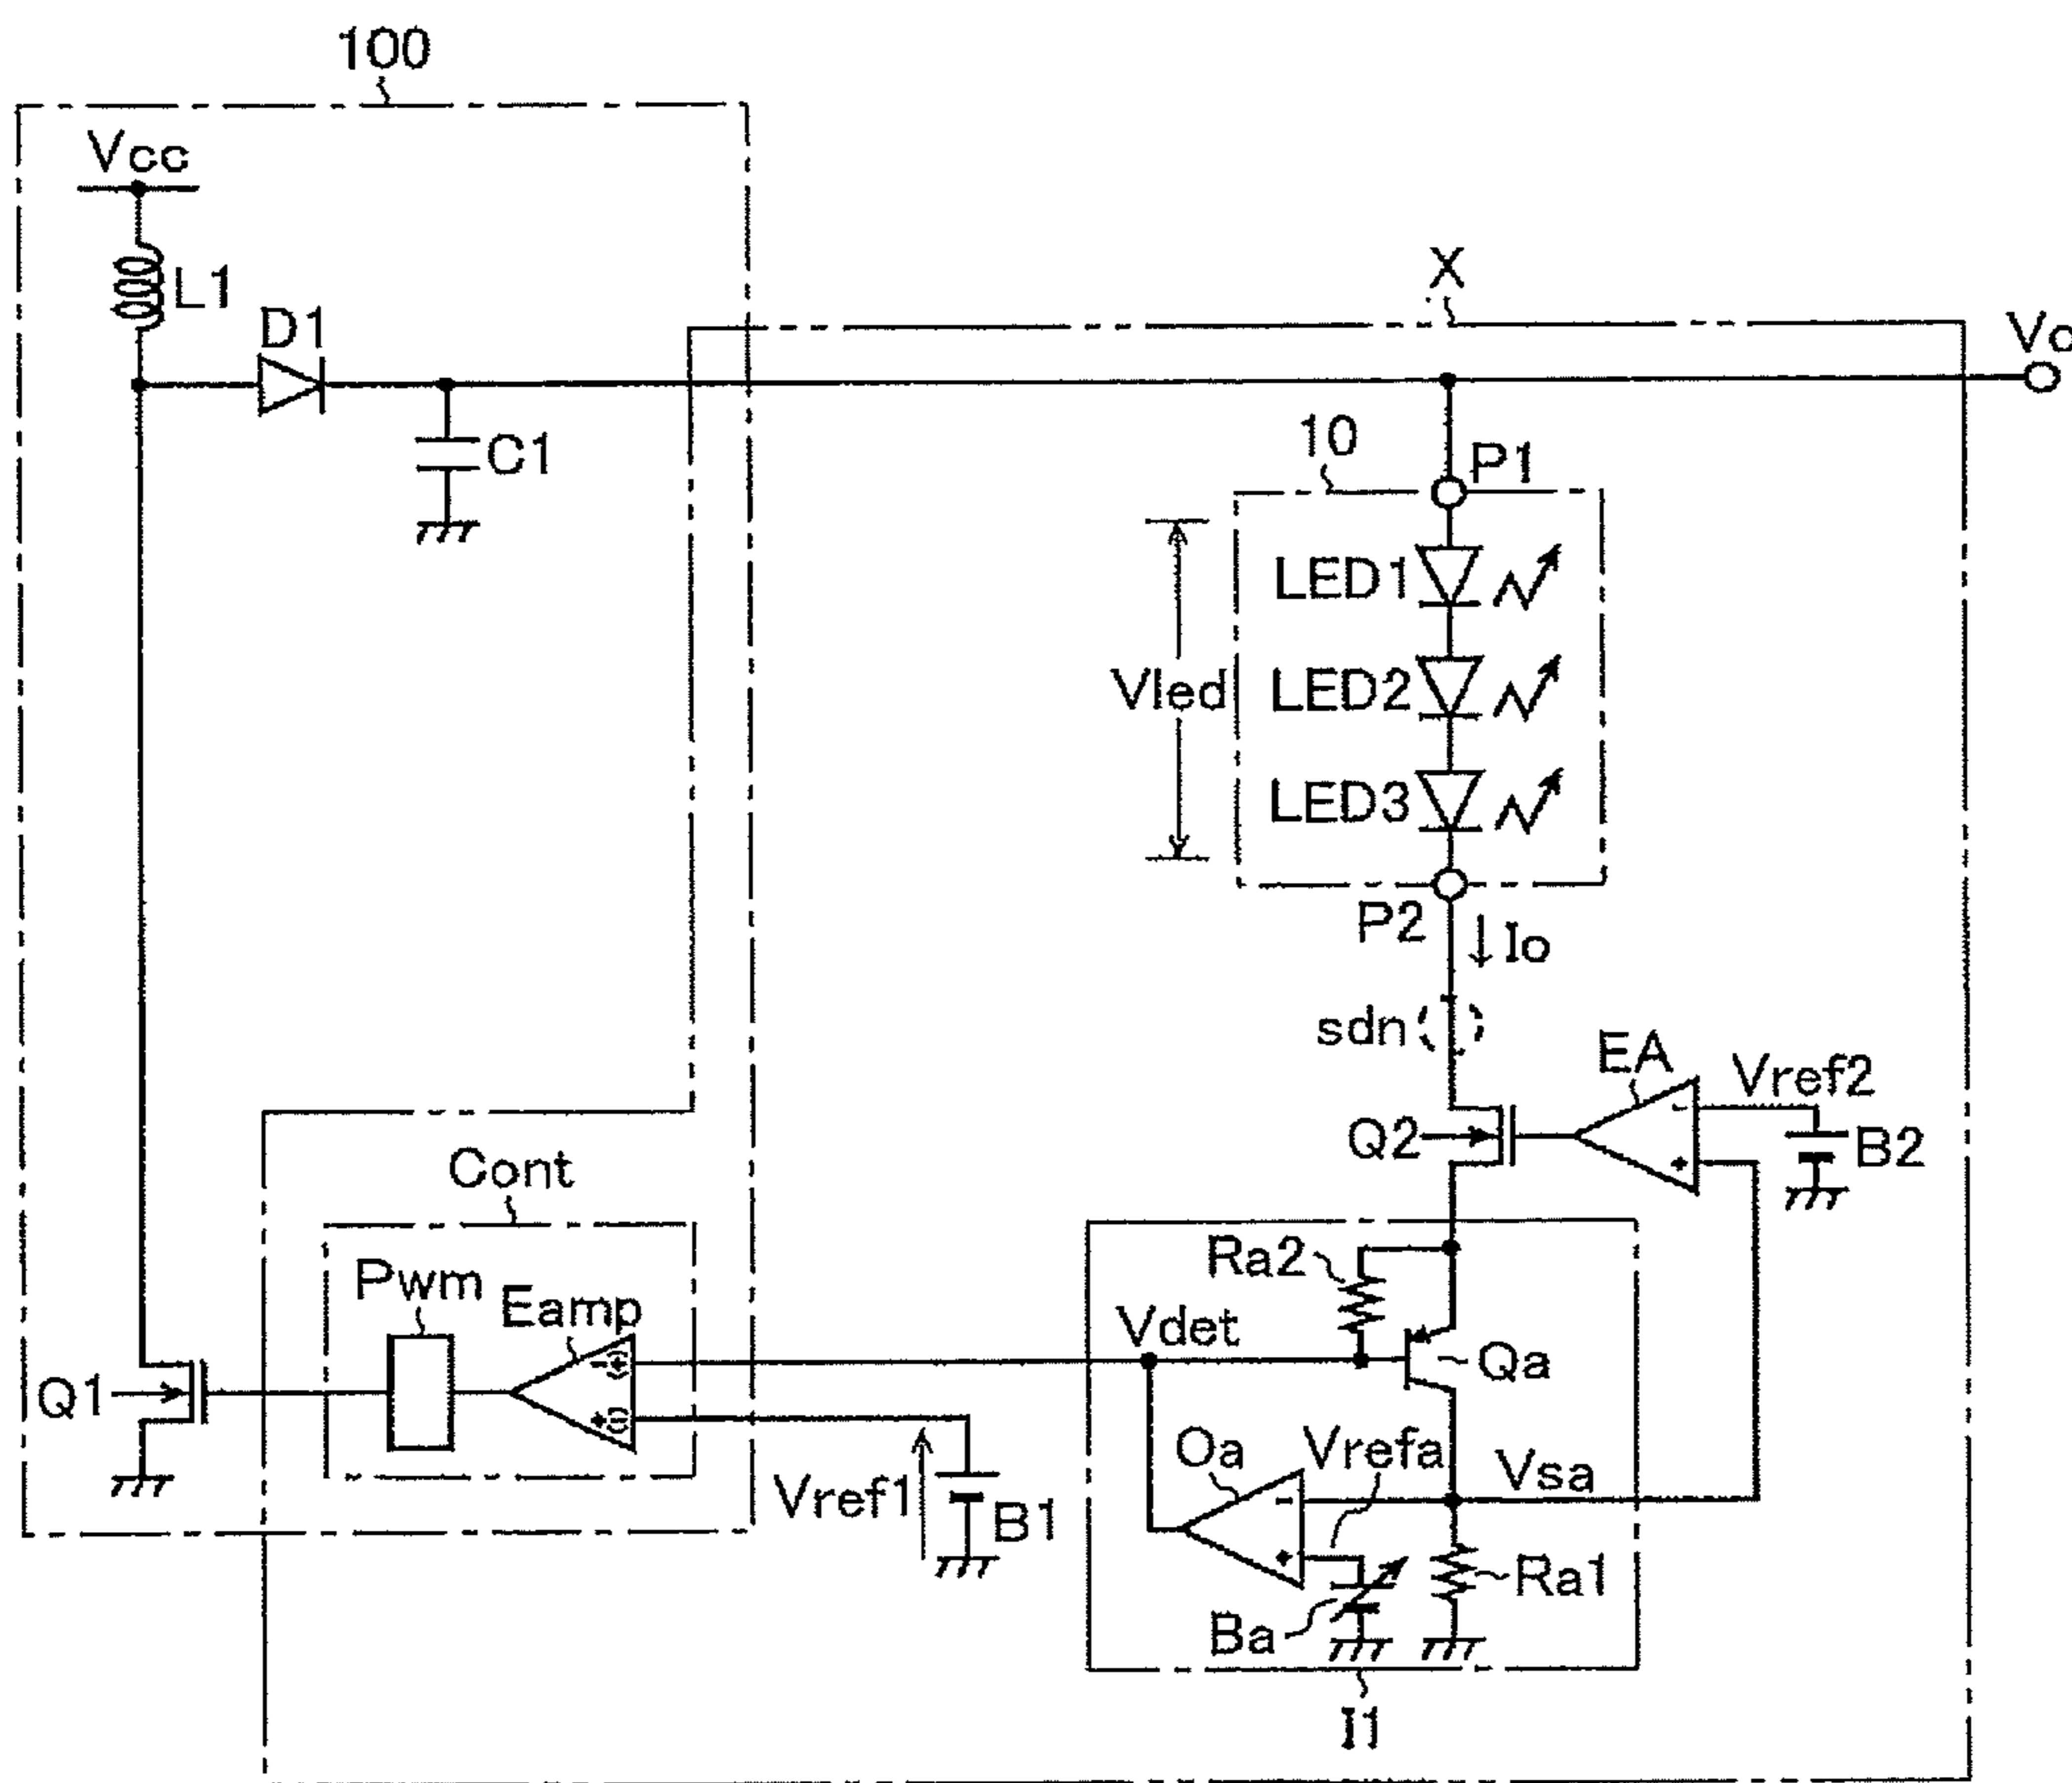 100
Vcc
L1
D1
C1
X
Vo
10
P1
LED1
Vled
LED2
LED3
P2
Io
sdn
EA
Vref2
Q2
B2
-
+
Cont
Pwm
Eamp
Ra2
Vdet
Qa
-(+)
Q1
+(-)
Oa
Vrefa
Vsa
Vref1
B1
-
+
Ra1
Ba
I1